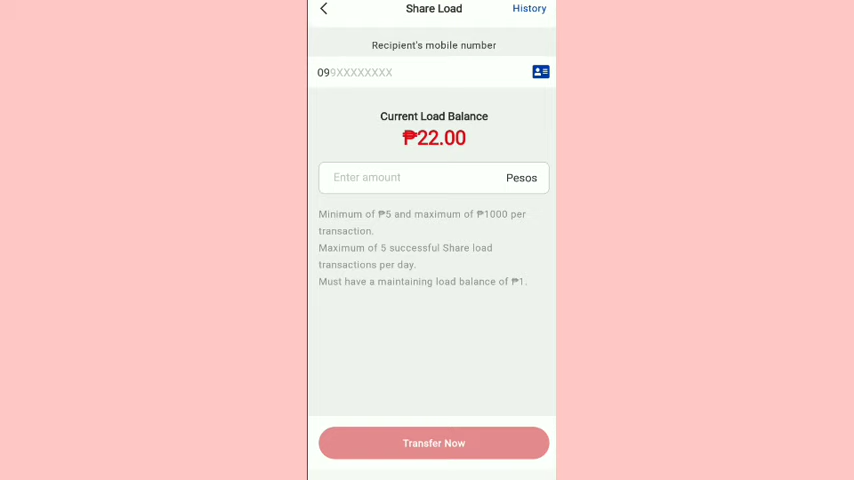 Share Load
History
Recipient's mobile number
099XXXXXXXX
Current Load Balance
₱22.00
Enter amount
Pesos
Minimum of ₱5 and maximum of ₱1000 per
transaction.
Maximum of 5 successful Share load
transactions per day.
Must have a maintaining load balance of ₱1.
Transfer Now